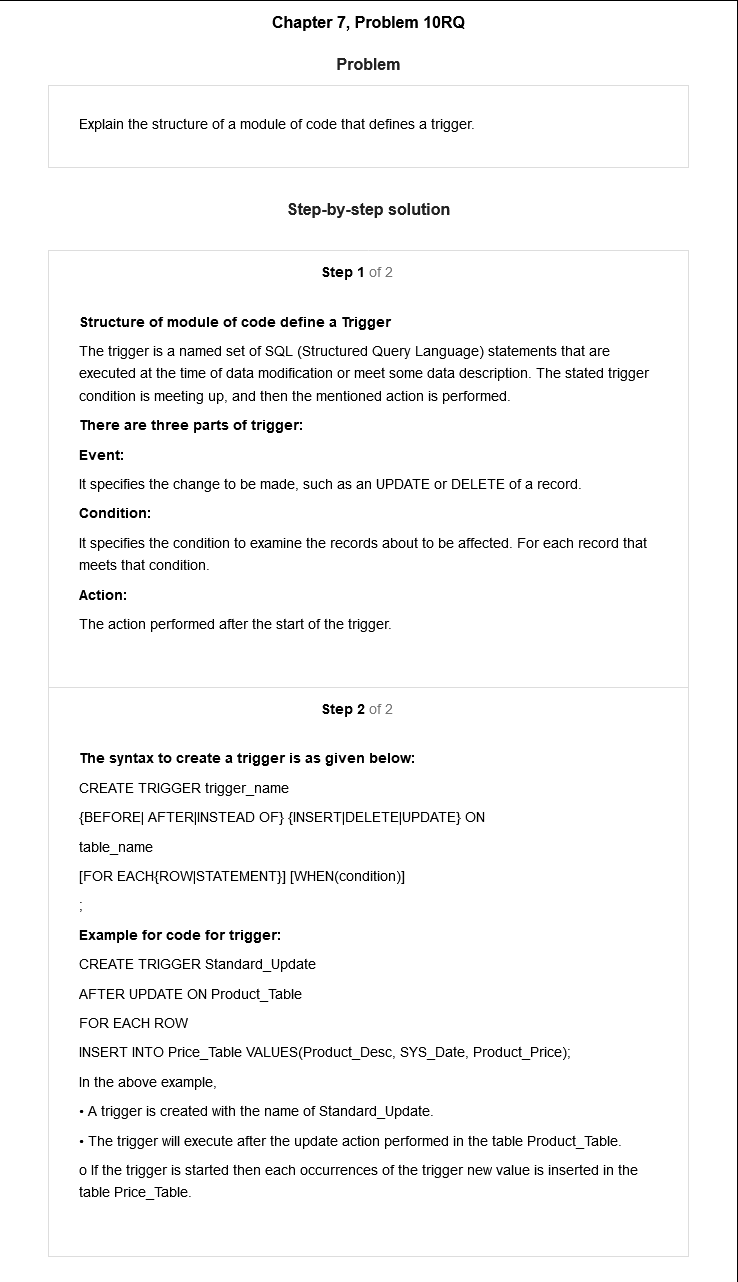 Chapter 7, Problem 10RQ
Problem
Explain the structure of a module of code that defines a trigger.
Step-by-step solution
Step 1 of 2
Structure of module of code define a Trigger
The trigger is a named set of SQL (Structured Query Language) statements that are
executed at the time of data modification or meet some data description. The stated trigger
condition is meeting up, and then the mentioned action is performed.
There are three parts of trigger:
Event:
It specifies the change to be made, such as an UPDATE or DELETE of a record.
Condition:
It specifies the condition to examine the records about to be affected. For each record that
meets that condition.
Action:
The action performed after the start of the trigger.
Step 2 of 2
The syntax to create a trigger is as given below:
CREATE TRIGGER trigger_name
{BEFORE| AFTER|INSTEAD OF} {INSERT|DELETE|UPDATE} ON
table_name
[FOR EACH{ROW|STATEMENT}] [WHEN(condition)]
;
Example for code for trigger:
CREATE TRIGGER Standard_Update
AFTER UPDATE ON Product_Table
FOR EACH ROW
INSERT INTO Price_Table VALUES(Product_Desc, SYS_Date, Product_Price);
In the above example,
• A trigger is created with the name of Standard_Update.
• The trigger will execute after the update action performed in the table Product_Table.
o If the trigger is started then each occurrences of the trigger new value is inserted in the
table Price_Table.